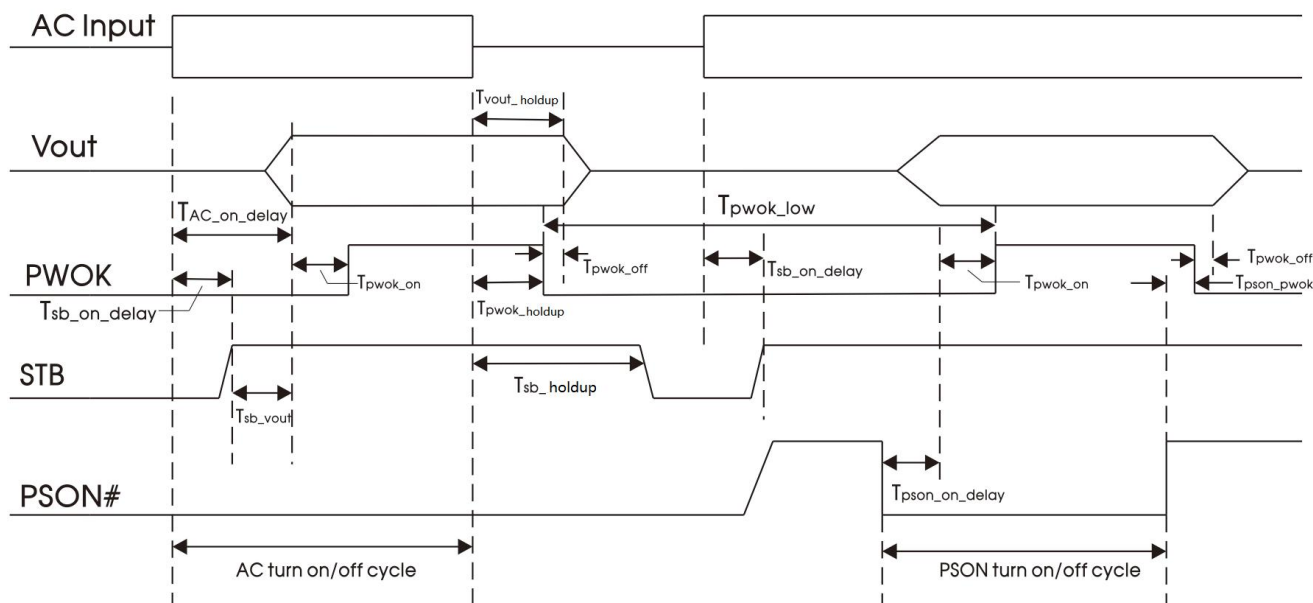 AC Input
Tvout_holdup
Vout
TAC_on_delay
Tpwok_low
PWOK
Tpwok_on
Tpwok_off
Tsb_on_delay
Tpwok_off
Tsb_on_delay
Tpwok_holdup
Tpwok_on
Tpson_pwok
STB
Tsb_vout
Tsb_holdup
PSON#
Tpson_on_delay
AC turn on/off cycle
PSON turn on/off cycle